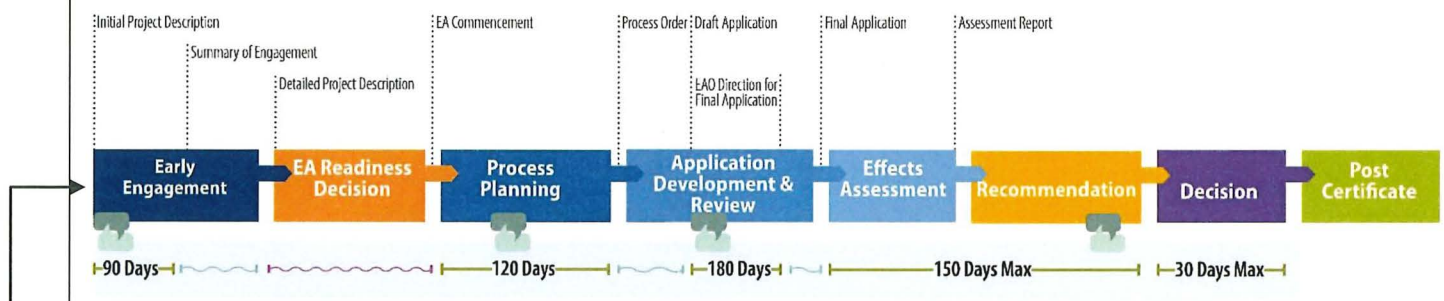 Initial Project Description
EA Commencement
Process Order
Draft Application
Final Application
Assessment Report
Summary of Engagement
Detailed Project Description
EAO Direction for
Final Application
Early
Engagement
EA Readiness
Decision
Process
Planning
Application
Development &
Review
Effects
Assessment
Recommendation
Decision
Post
Certificate
90 Days
120 Days
180 Days
150 Days Max
30 Days Max